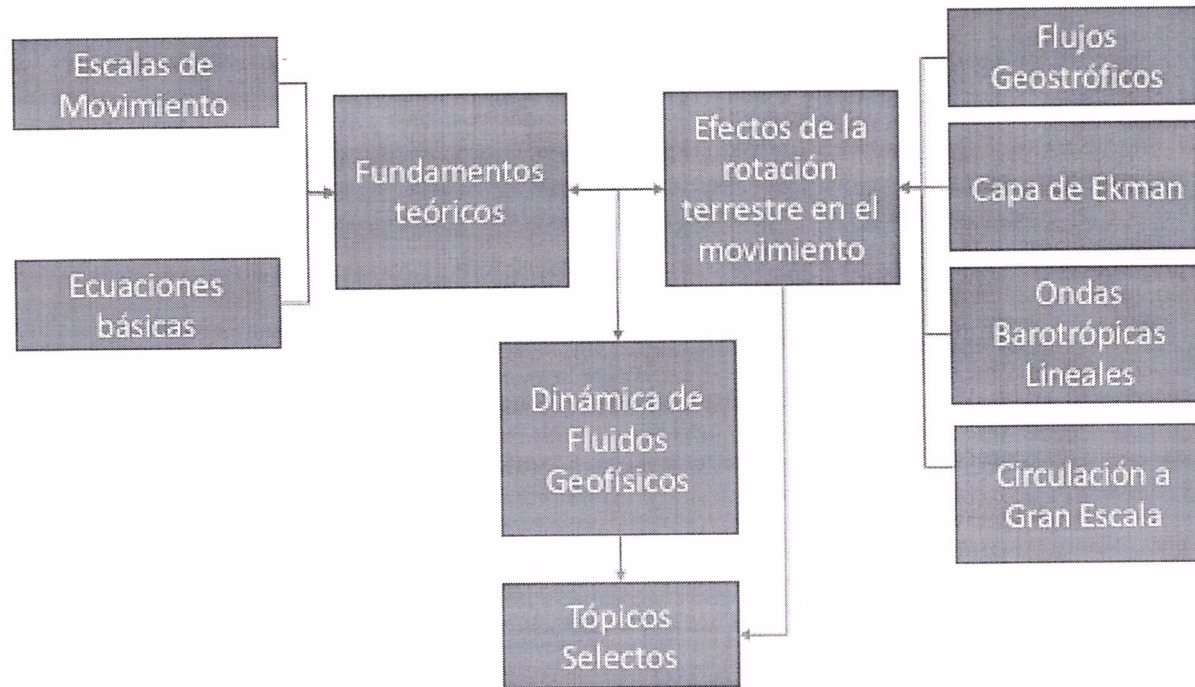 Escalas de
Movimiento
Ecuaciones
básicas
Fundamentos
teóricos
Efectos de la
rotación
terrestre en el
movimiento
Flujos
Geostróficos
Capa de Ekman
Ondas
Barotrópicas
Lineales
Circulación a
Gran Escala
Dinámica de
Fluidos
Geofísicos
Tópicos
Selectos